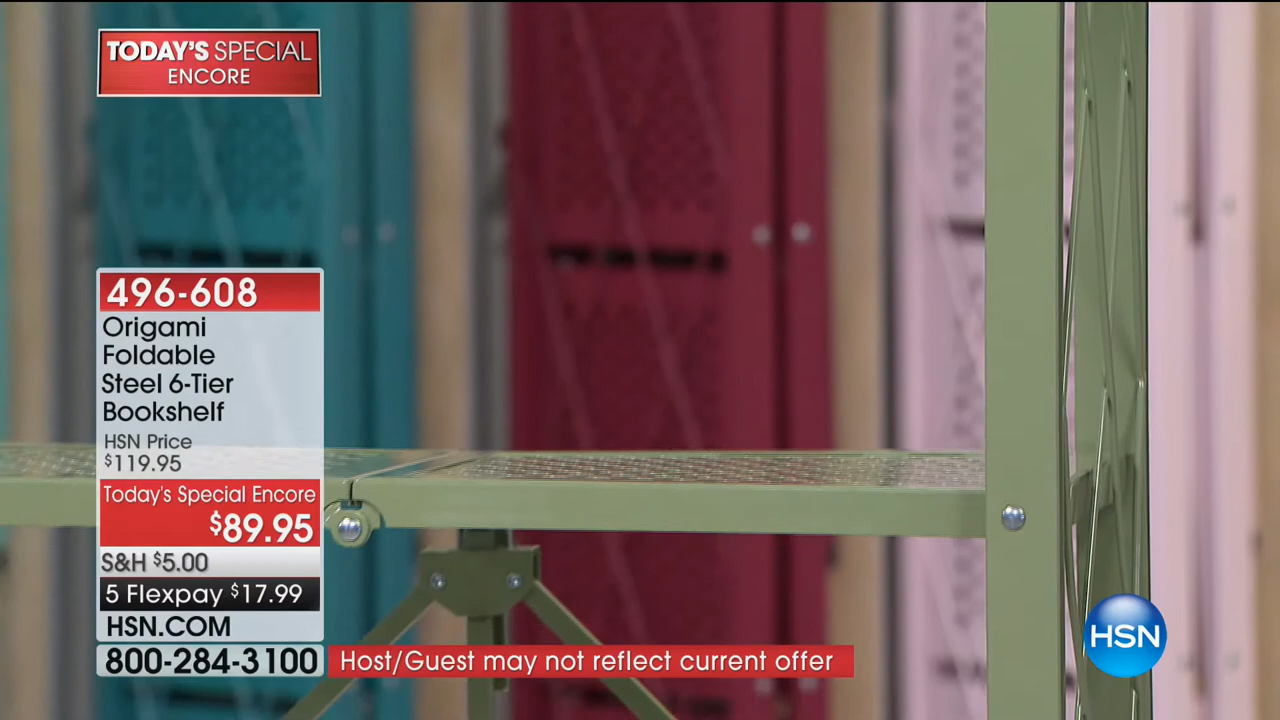 TODAY'S SPECIAL
ENCORE
496-608
Origami
Foldable
Steel 6-Tier
Bookshelf
HSN Price
$119.95
Today's Special Encore
$89.95
S&H $5.00
5 Flexpay $17.99
HSN.COM
800-284-3100
Host/Guest may not reflect current offer
HSN